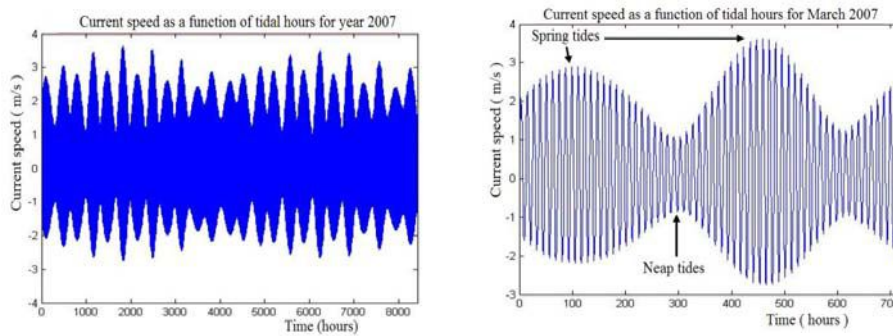 Current speed as a function of tidal hours for year 2007
4
3
2
1
0
-1
-2
-3
-4
Current speed ( m/s )
0 1000 2000 3000 4000 5000 6000 7000 8000
Time (hours)
Current speed as a function of tidal hours for March 2007
Spring tides
4
3
2
1
0
-1
-2
-3
Current speed ( m/s )
Neap tides
0 100 200 300 400 500 600
Time ( hours )